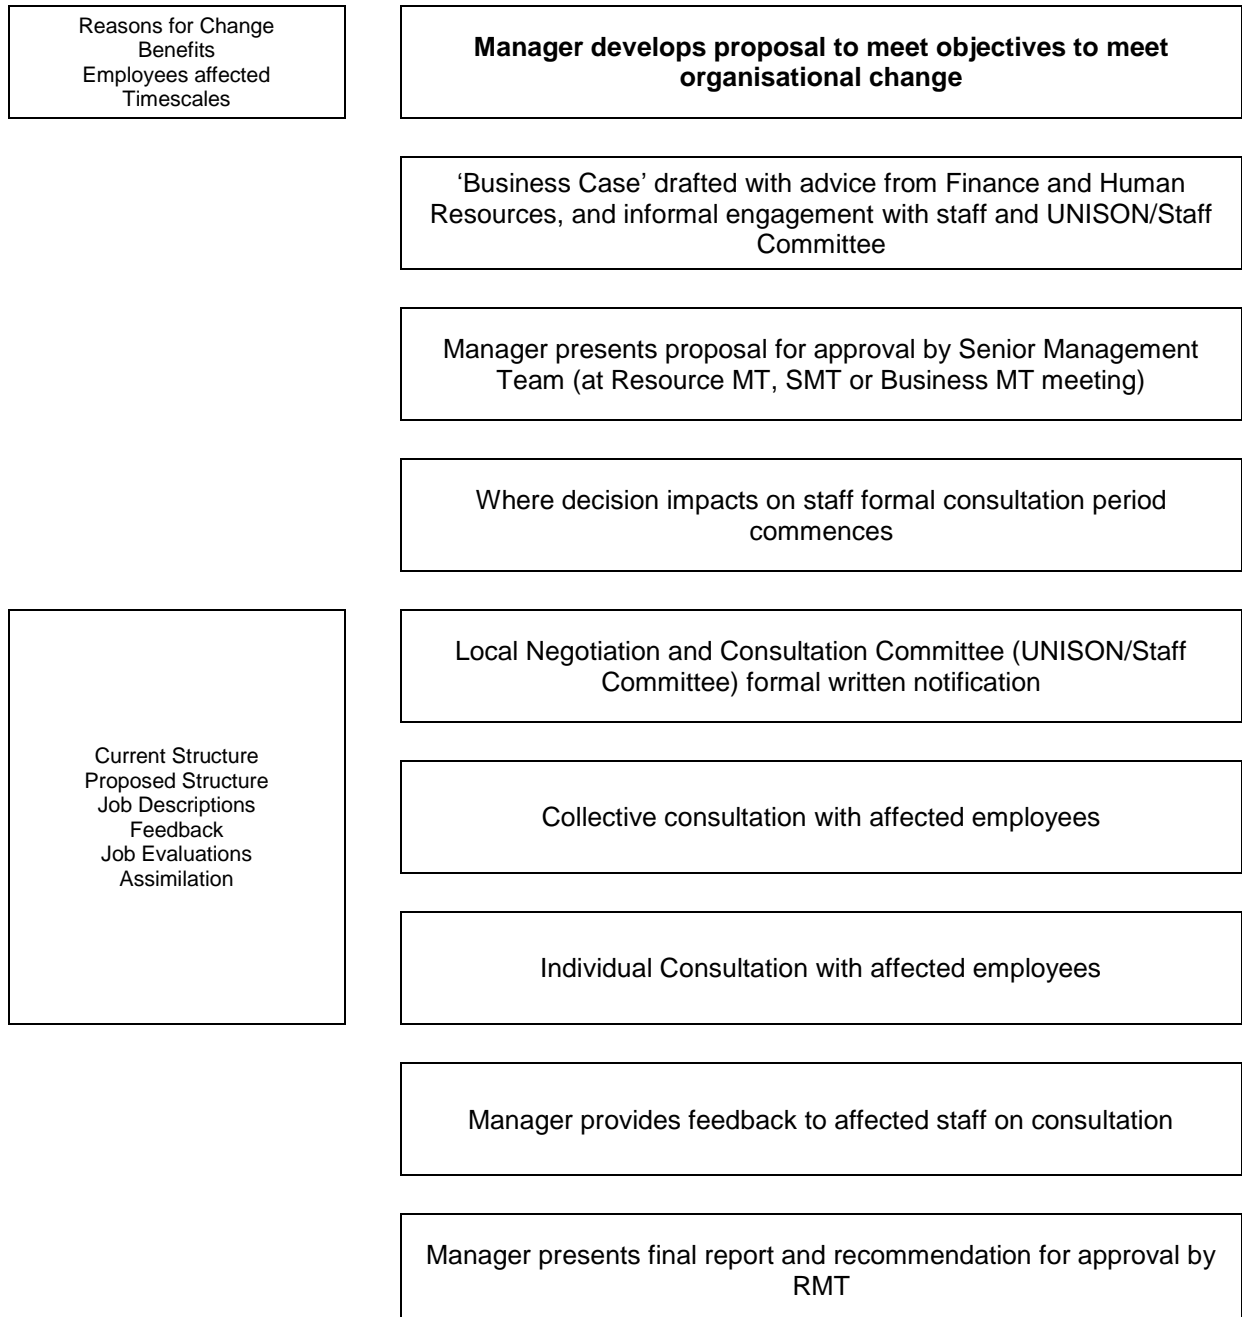 Reasons for Change
Benefits
Employees affected
Timescales
Manager develops proposal to meet objectives to meet
organisational change
‘Business Case’ drafted with advice from Finance and Human
Resources, and informal engagement with staff and UNISON/Staff
Committee
Manager presents proposal for approval by Senior Management
Team (at Resource MT, SMT or Business MT meeting)
Where decision impacts on staff formal consultation period
commences
Local Negotiation and Consultation Committee (UNISON/Staff
Committee) formal written notification
Current Structure
Proposed Structure
Job Descriptions
Feedback
Job Evaluations
Assimilation
Collective consultation with affected employees
Individual Consultation with affected employees
Manager provides feedback to affected staff on consultation
Manager presents final report and recommendation for approval by
RMT